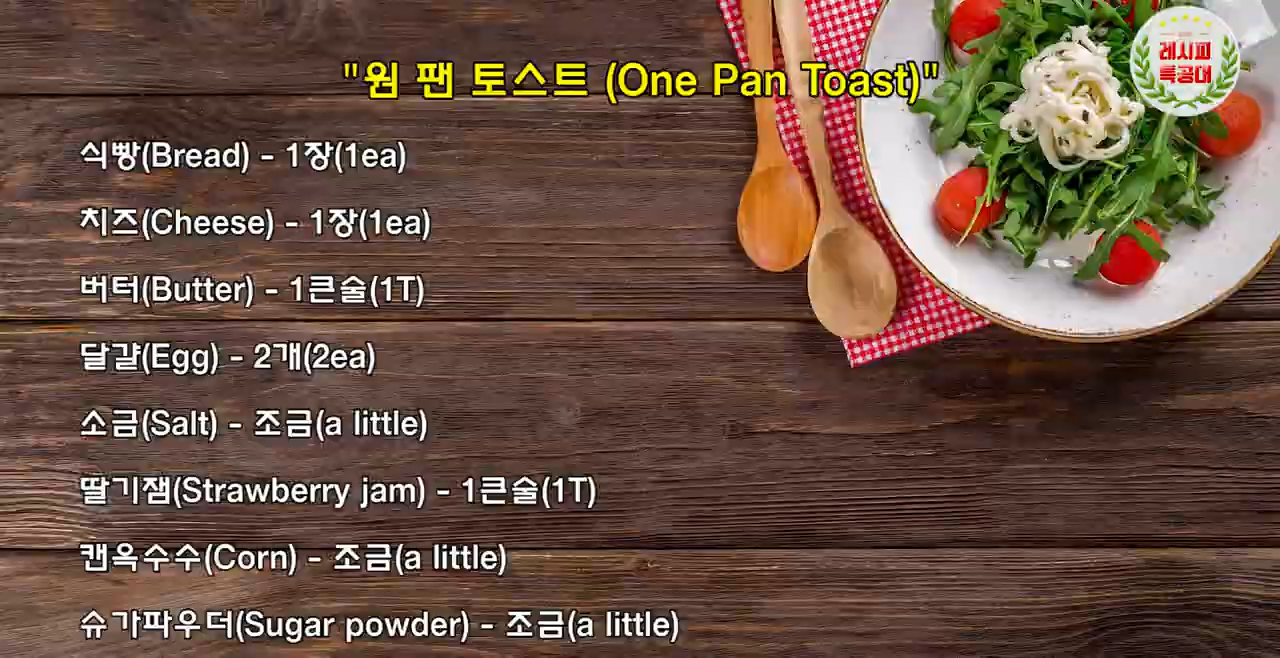 "원 팬 토스트 (One Pan Toast)"
레시피
특공대
식빵(Bread) - 1장(1ea)
치즈(Cheese) - 1장(1ea)
버터(Butter) - 1큰술(1T)
달걀(Egg) - 2개(2ea)
소금(Salt) - 조금(a little)
딸기잼(Strawberry jam) - 1큰술(1T)
캔옥수수(Corn) - 조금(a little)
슈가파우더(Sugar powder) - 조금(a little)